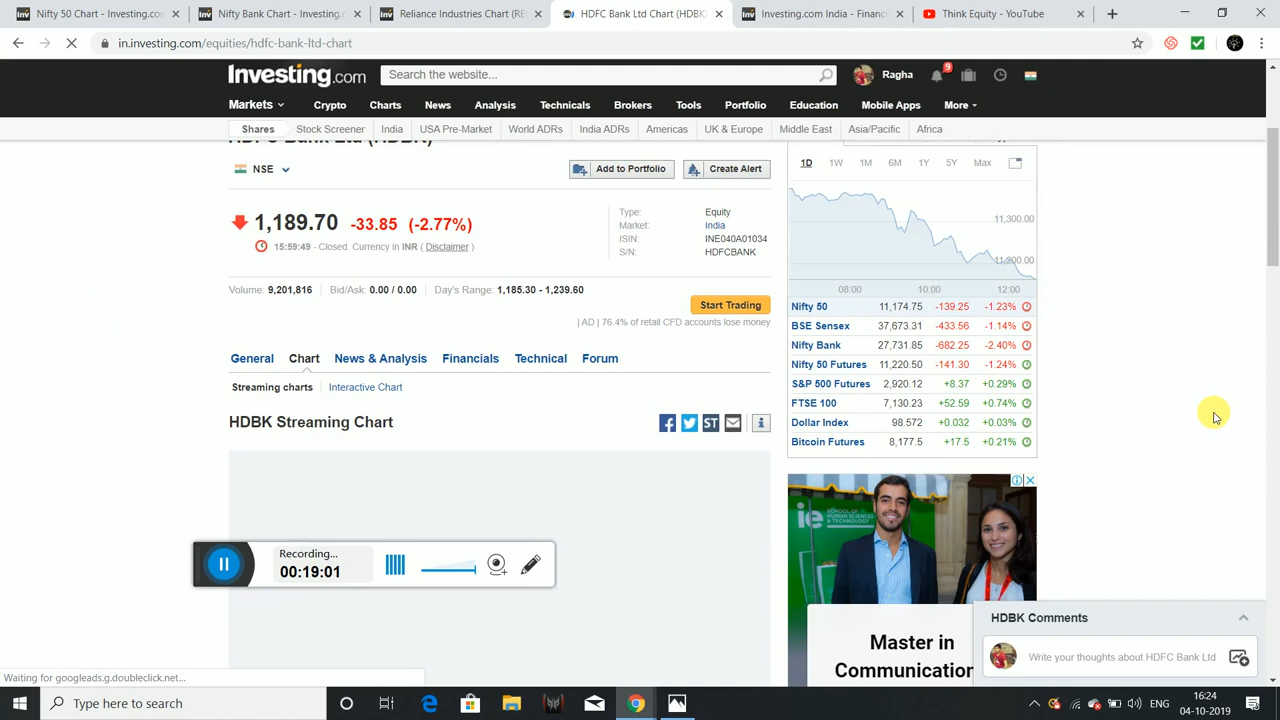 Nifty 50 Chart - Investing.com
Nifty Bank Chart - Investing.c
Reliance Industries Chart (RE
HDFC Bank Ltd Chart (HDBK
Investing.com India - Financ
Think Equity - YouTube
in.investing.com/equities/hdfc-bank-ltd-chart
Investing.com
Search the website...
Ragha
9
Markets Crypto Charts News Analysis Technicals Brokers Tools Portfolio Education Mobile Apps More
Shares Stock Screener India USA Pre-Market World ADRs India ADRs Americas UK & Europe Middle East Asia/Pacific Africa
HDFC Bank Ltd (HDBK)
NSE
Add to Portfolio
Create Alert
1,189.70 -33.85 (-2.77%)
15:59:49 - Closed. Currency in INR ( Disclaimer )
Type: Equity
Market: India
ISIN: INE040A01034
S/N: HDFCBANK
Volume: 9,201,816 Bid/Ask: 0.00 / 0.00 Day's Range: 1,185.30 - 1,239.60
Start Trading
| AD | 76.4% of retail CFD accounts lose money
General Chart News & Analysis Financials Technical Forum
Streaming charts Interactive Chart
HDBK Streaming Chart
ST
1D 1W 1M 6M 1Y 5Y Max
11,300.00
11,200.00
08:00 10:00 12:00
Nifty 50 11,174.75 -139.25 -1.23%
BSE Sensex 37,673.31 -433.56 -1.14%
Nifty Bank 27,731.85 -682.25 -2.40%
Nifty 50 Futures 11,220.50 -141.30 -1.24%
S&P 500 Futures 2,920.12 +8.37 +0.29%
FTSE 100 7,130.23 +52.59 +0.74%
Dollar Index 98.572 +0.032 +0.03%
Bitcoin Futures 8,177.5 +17.5 +0.21%
ie SCHOOL OF
HUMAN SCIENCES
& TECHNOLOGY
Master in
Communication
Recording...
00:19:01
HDBK Comments
Write your thoughts about HDFC Bank Ltd
Waiting for googleads.g.doubleclick.net...
Type here to search
ENG
16:24
04-10-2019